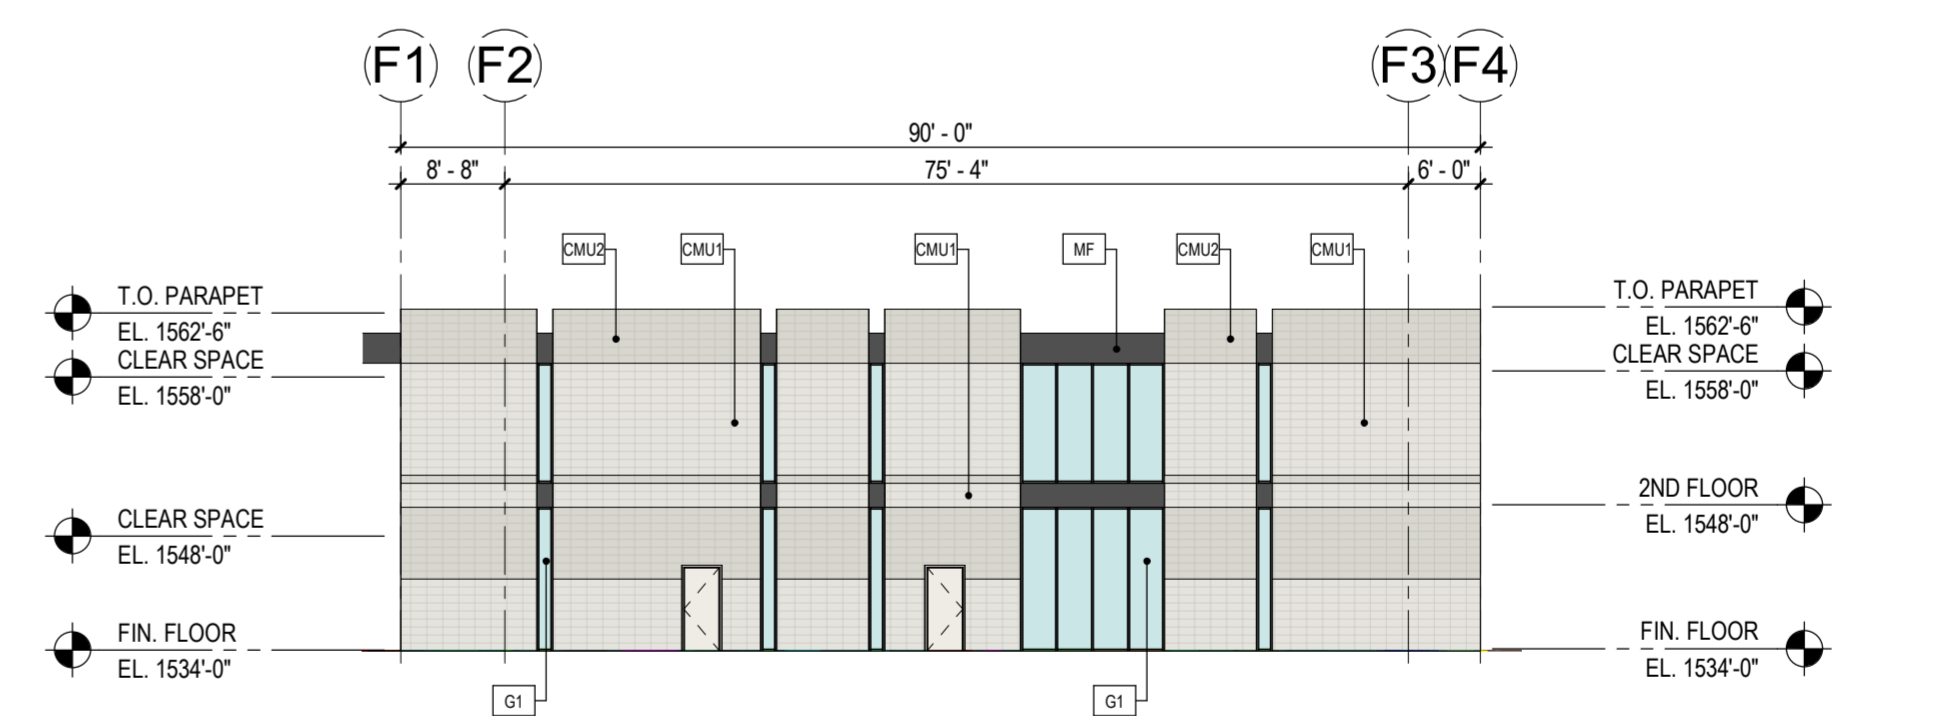 F1 F2 F3 F4
90' - 0"
8' - 8" 75' - 4" 6' - 0"
CMU2 CMU1 CMU1 MF CMU2 CMU1
T.O. PARAPET
EL. 1562'-6"
CLEAR SPACE
EL. 1558'-0"
CLEAR SPACE
EL. 1548'-0"
FIN. FLOOR
EL. 1534'-0"
T.O. PARAPET
EL. 1562'-6"
CLEAR SPACE
EL. 1558'-0"
2ND FLOOR
EL. 1548'-0"
FIN. FLOOR
EL. 1534'-0"
G1 G1